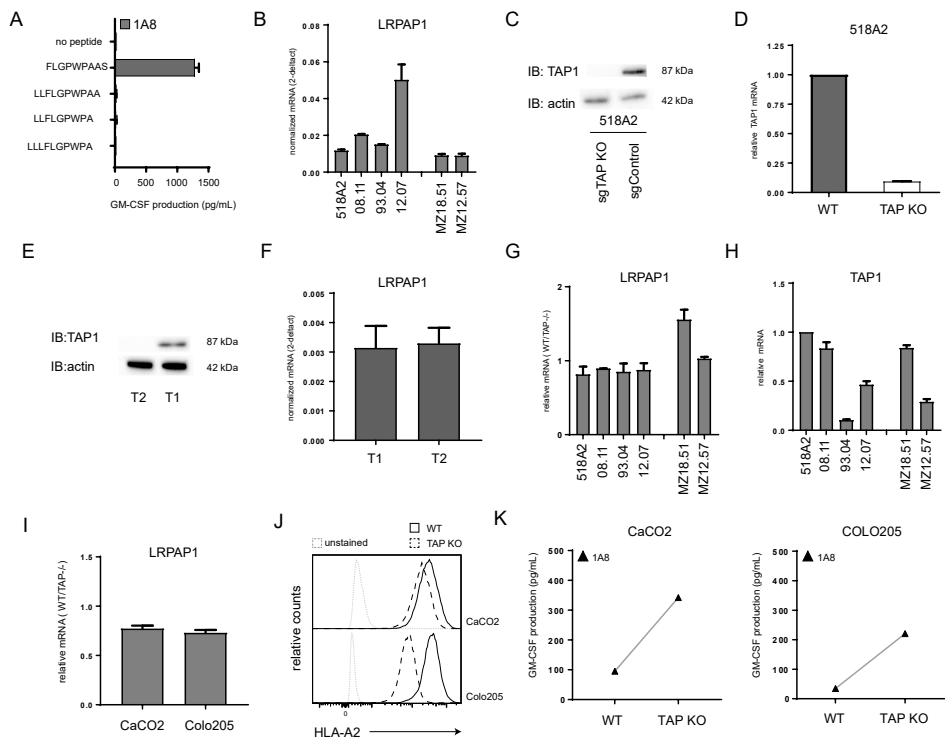 A
1A8
no peptide
FLGPWPAAS
LLFLGPWPAA
LLFLGPWPA
LLLFLGPWPA
0 500 1000 1500
GM-CSF production (pg/mL)
B
LRPAP1
normalized mRNA (2-deltact)
0.08
0.06
0.04
0.02
0.00
518A2
08.11
93.04
12.07
MZ18.51
MZ12.57
C
IB: TAP1
87 kDa
IB: actin
42 kDa
518A2
sgTAP KO
sgControl
D
518A2
relative TAP1 mRNA
1.25
1.00
0.75
0.50
0.25
0.00
WT TAP KO
E
IB:TAP1
87 kDa
IB:actin
42 kDa
T2 T1
F
LRPAP1
normalized mRNA (2-deltact)
0.005
0.004
0.003
0.002
0.001
0.000
T1 T2
G
LRPAP1
relative mRNA ( WT/TAP-/-)
2
1
0
518A2
08.11
93.04
12.07
MZ18.51
MZ12.57
H
TAP1
relative mRNA
1.5
1.0
0.5
0.0
518A2
08.11
93.04
12.07
MZ18.51
MZ12.57
I
LRPAP1
relative mRNA ( WT/TAP-/-)
1.5
1.0
0.5
0.0
CaCO2 Colo205
J
WT
unstained
TAP KO
relative counts
CaCO2
Colo205
0
HLA-A2
K
CaCO2
1A8
GM-CSF production (pg/mL)
500
400
300
200
100
0
WT TAP KO
COLO205
1A8
GM-CSF production (pg/mL)
500
400
300
200
100
0
WT TAP KO